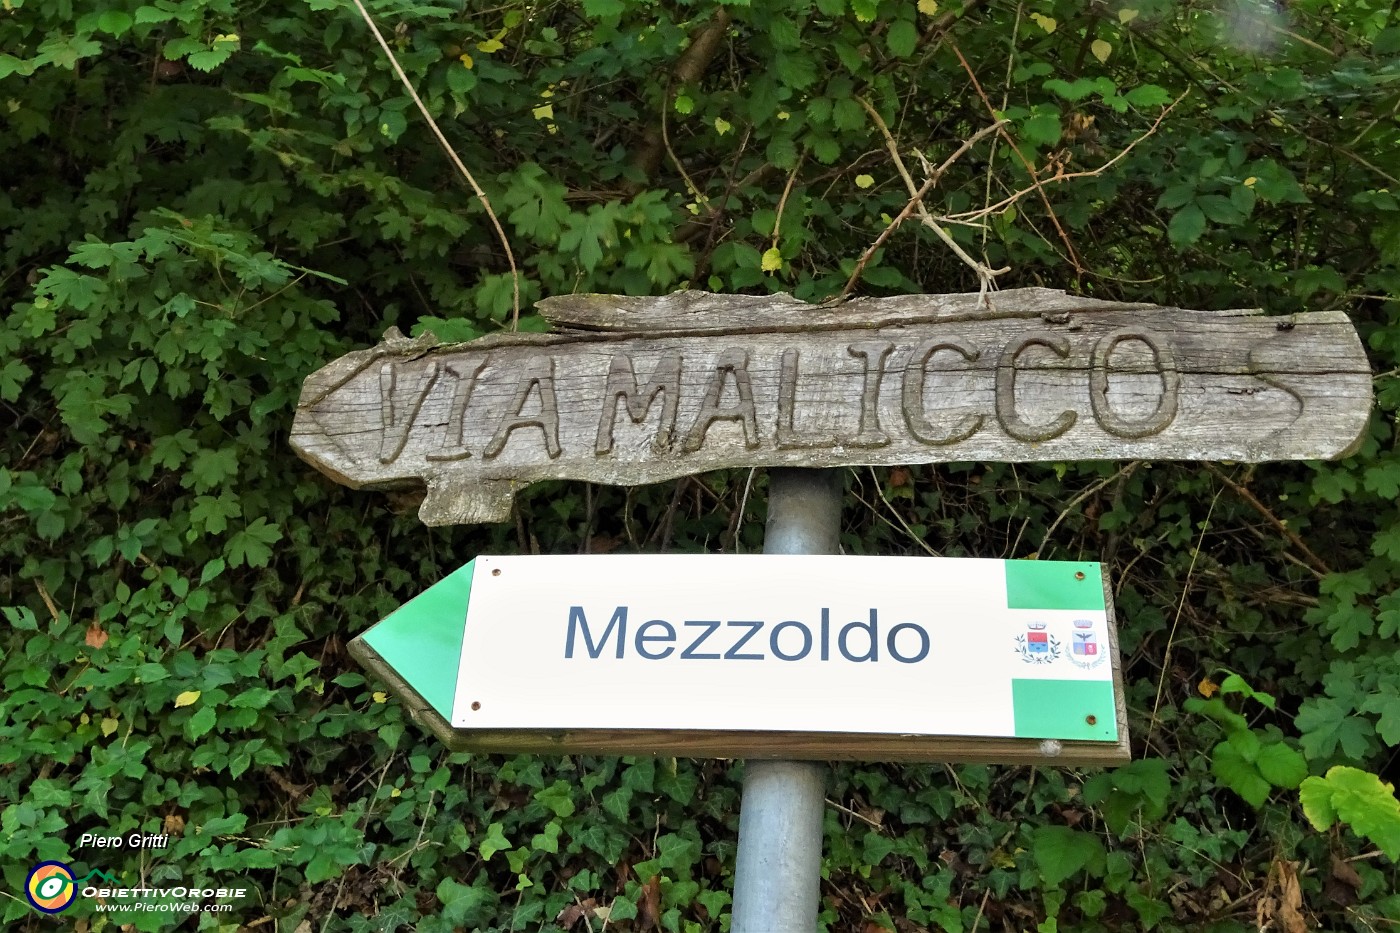 VIA MALICCO
Mezzoldo
Piero Gritti
OBIETTIVOROBIE
www.PieroWeb.com